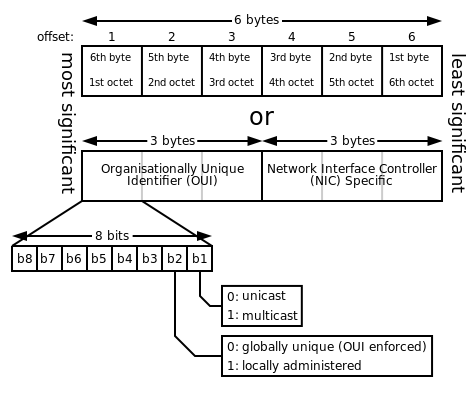 6 bytes
offset: 1 2 3 4 5 6
6th byte 5th byte 4th byte 3rd byte 2nd byte 1st byte
1st octet 2nd octet 3rd octet 4th octet 5th octet 6th octet
most significant
least significant
or
3 bytes 3 bytes
Organisationally Unique
Identifier (OUI)
Network Interface Controller
(NIC) Specific
8 bits
b8 b7 b6 b5 b4 b3 b2 b1
0: unicast
1: multicast
0: globally unique (OUI enforced)
1: locally administered